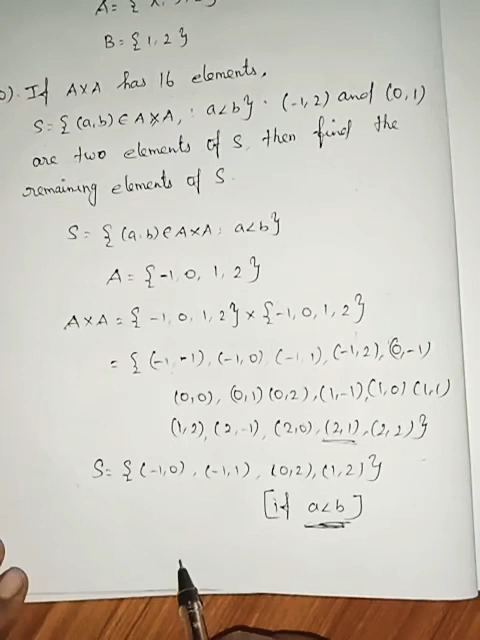 B = { 1, 2 }
). If A×A has 16 elements.
S = { (a,b) ∈ A×A, : a<b } . (-1,2) and (0,1)
are two elements of S, then find the
remaining elements of S.
S = { (a,b) ∈ A×A ; a<b }
A = { -1, 0, 1, 2 }
A×A = { -1, 0, 1, 2 } × { -1, 0, 1, 2 }
= { (-1,-1), (-1,0), (-1,1), (-1,2), (0,-1)
(0,0), (0,1) (0,2), (1,-1), (1,0) (1,1)
(1,2), (2,-1), (2,0), (2,1), (2,2) }
S = { (-1,0), (-1,1), (0,2), (1,2) }
[if a<b]